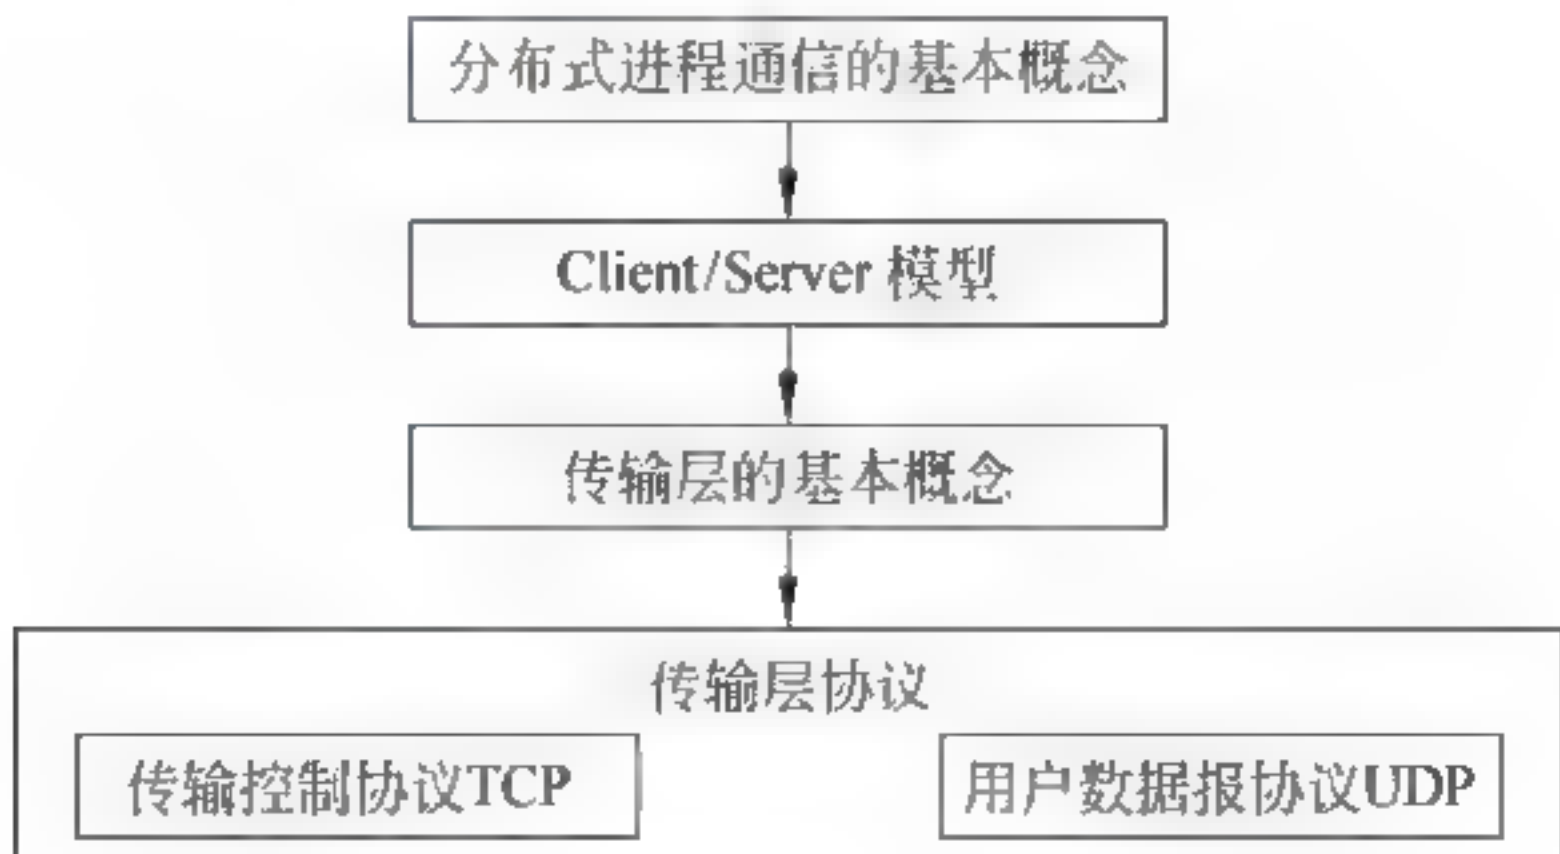 分布式进程通信的基本概念
Client/Server 模型
传输层的基本概念
传输层协议
传输控制协议TCP
用户数据报协议UDP